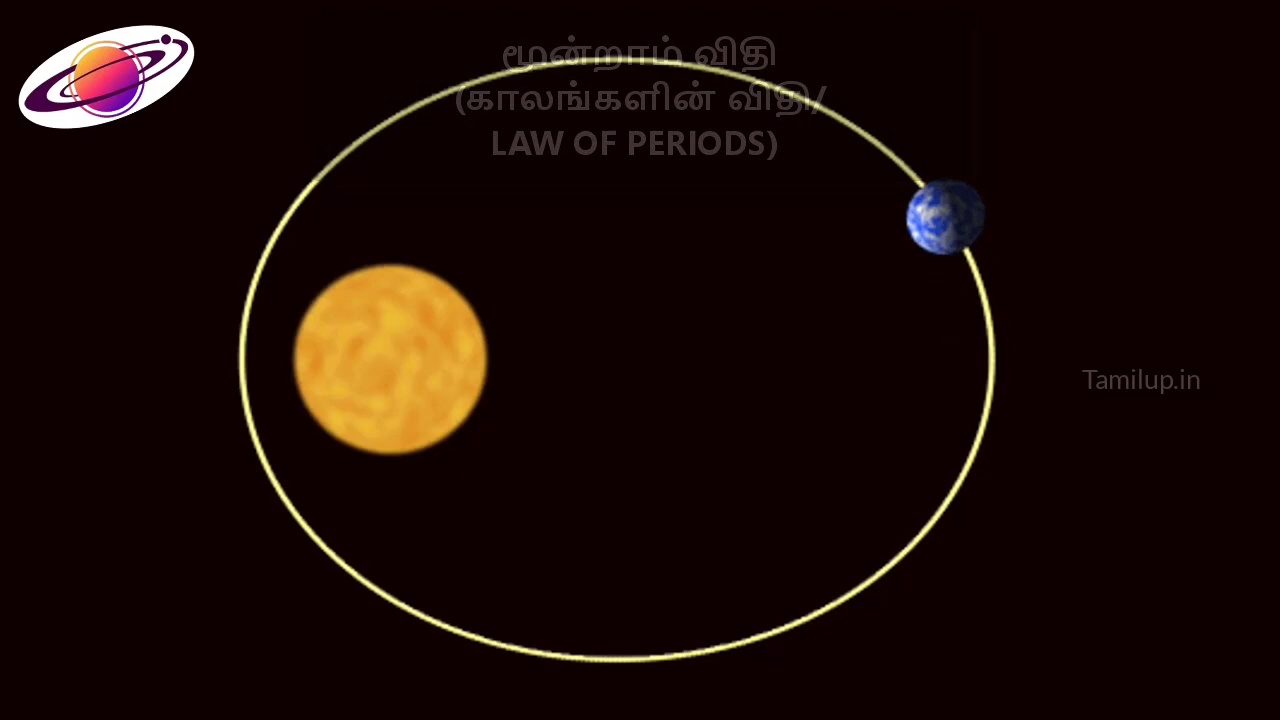 மூன்றாம் விதி
(காலங்களின் விதி/
LAW OF PERIODS)
Tamilup.in